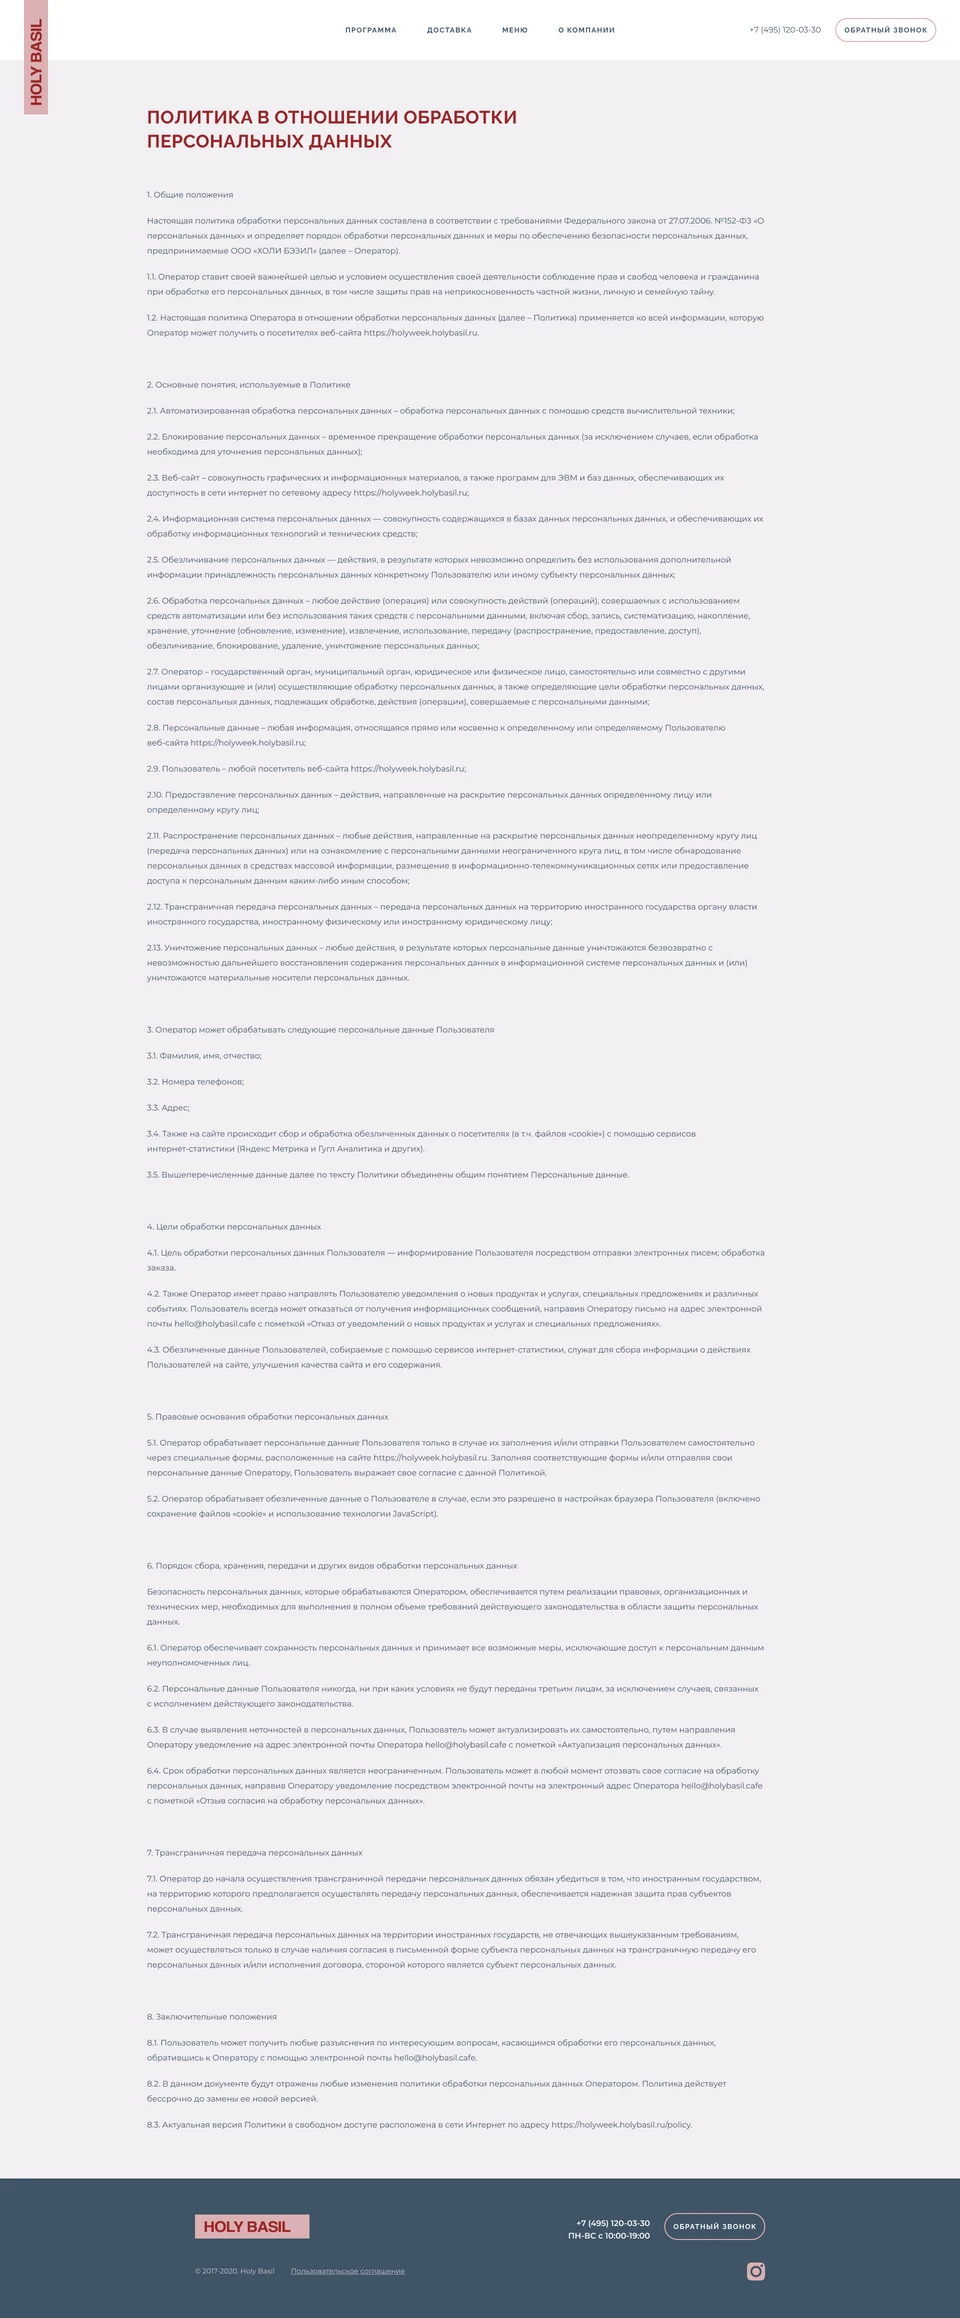 HOLY BASIL
ПРОГРАММА ДОСТАВКА МЕНЮ О КОМПАНИИ +7 (495) 120-03-30 ОБРАТНЫЙ ЗВОНОК
ПОЛИТИКА В ОТНОШЕНИИ ОБРАБОТКИ
ПЕРСОНАЛЬНЫХ ДАННЫХ
1. Общие положения
Настоящая политика обработки персональных данных составлена в соответствии с требованиями Федерального закона от 27.07.2006. №152-ФЗ «О
персональных данных» и определяет порядок обработки персональных данных и меры по обеспечению безопасности персональных данных,
предпринимаемые ООО «ХОЛИ БЭЗИЛ» (далее – Оператор).
1.1. Оператор ставит своей важнейшей целью и условием осуществления своей деятельности соблюдение прав и свобод человека и гражданина
при обработке его персональных данных, в том числе защиты прав на неприкосновенность частной жизни, личную и семейную тайну.
1.2. Настоящая политика Оператора в отношении обработки персональных данных (далее – Политика) применяется ко всей информации, которую
Оператор может получить о посетителях веб-сайта https://holyweek.holybasil.ru.
2. Основные понятия, используемые в Политике
2.1. Автоматизированная обработка персональных данных – обработка персональных данных с помощью средств вычислительной техники;
2.2. Блокирование персональных данных – временное прекращение обработки персональных данных (за исключением случаев, если обработка
необходима для уточнения персональных данных);
2.3. Веб-сайт – совокупность графических и информационных материалов, а также программ для ЭВМ и баз данных, обеспечивающих их
доступность в сети интернет по сетевому адресу https://holyweek.holybasil.ru;
2.4. Информационная система персональных данных — совокупность содержащихся в базах данных персональных данных, и обеспечивающих их
обработку информационных технологий и технических средств;
2.5. Обезличивание персональных данных — действия, в результате которых невозможно определить без использования дополнительной
информации принадлежность персональных данных конкретному Пользователю или иному субъекту персональных данных;
2.6. Обработка персональных данных – любое действие (операция) или совокупность действий (операций), совершаемых с использованием
средств автоматизации или без использования таких средств с персональными данными, включая сбор, запись, систематизацию, накопление,
хранение, уточнение (обновление, изменение), извлечение, использование, передачу (распространение, предоставление, доступ),
обезличивание, блокирование, удаление, уничтожение персональных данных;
2.7. Оператор – государственный орган, муниципальный орган, юридическое или физическое лицо, самостоятельно или совместно с другими
лицами организующие и (или) осуществляющие обработку персональных данных, а также определяющие цели обработки персональных данных,
состав персональных данных, подлежащих обработке, действия (операции), совершаемые с персональными данными;
2.8. Персональные данные – любая информация, относящаяся прямо или косвенно к определенному или определяемому Пользователю
веб-сайта https://holyweek.holybasil.ru;
2.9. Пользователь – любой посетитель веб-сайта https://holyweek.holybasil.ru;
2.10. Предоставление персональных данных – действия, направленные на раскрытие персональных данных определенному лицу или
определенному кругу лиц;
2.11. Распространение персональных данных – любые действия, направленные на раскрытие персональных данных неопределенному кругу лиц
(передача персональных данных) или на ознакомление с персональными данными неограниченного круга лиц, в том числе обнародование
персональных данных в средствах массовой информации, размещение в информационно-телекоммуникационных сетях или предоставление
доступа к персональным данным каким-либо иным способом;
2.12. Трансграничная передача персональных данных – передача персональных данных на территорию иностранного государства органу власти
иностранного государства, иностранному физическому или иностранному юридическому лицу;
2.13. Уничтожение персональных данных – любые действия, в результате которых персональные данные уничтожаются безвозвратно с
невозможностью дальнейшего восстановления содержания персональных данных в информационной системе персональных данных и (или)
уничтожаются материальные носители персональных данных.
3. Оператор может обрабатывать следующие персональные данные Пользователя
3.1. Фамилия, имя, отчество;
3.2. Номера телефонов;
3.3. Адрес;
3.4. Также на сайте происходит сбор и обработка обезличенных данных о посетителях (в т.ч. файлов «cookie») с помощью сервисов
интернет-статистики (Яндекс Метрика и Гугл Аналитика и других).
3.5. Вышеперечисленные данные далее по тексту Политики объединены общим понятием Персональные данные.
4. Цели обработки персональных данных
4.1. Цель обработки персональных данных Пользователя — информирование Пользователя посредством отправки электронных писем; обработка
заказа.
4.2. Также Оператор имеет право направлять Пользователю уведомления о новых продуктах и услугах, специальных предложениях и различных
событиях. Пользователь всегда может отказаться от получения информационных сообщений, направив Оператору письмо на адрес электронной
почты hello@holybasil.cafe с пометкой «Отказ от уведомлений о новых продуктах и услугах и специальных предложениях».
4.3. Обезличенные данные Пользователей, собираемые с помощью сервисов интернет-статистики, служат для сбора информации о действиях
Пользователей на сайте, улучшения качества сайта и его содержания.
5. Правовые основания обработки персональных данных
5.1. Оператор обрабатывает персональные данные Пользователя только в случае их заполнения и/или отправки Пользователем самостоятельно
через специальные формы, расположенные на сайте https://holyweek.holybasil.ru. Заполняя соответствующие формы и/или отправляя свои
персональные данные Оператору, Пользователь выражает свое согласие с данной Политикой.
5.2. Оператор обрабатывает обезличенные данные о Пользователе в случае, если это разрешено в настройках браузера Пользователя (включено
сохранение файлов «cookie» и использование технологии JavaScript).
6. Порядок сбора, хранения, передачи и других видов обработки персональных данных
Безопасность персональных данных, которые обрабатываются Оператором, обеспечивается путем реализации правовых, организационных и
технических мер, необходимых для выполнения в полном объеме требований действующего законодательства в области защиты персональных
данных.
6.1. Оператор обеспечивает сохранность персональных данных и принимает все возможные меры, исключающие доступ к персональным данным
неуполномоченных лиц.
6.2. Персональные данные Пользователя никогда, ни при каких условиях не будут переданы третьим лицам, за исключением случаев, связанных
с исполнением действующего законодательства.
6.3. В случае выявления неточностей в персональных данных, Пользователь может актуализировать их самостоятельно, путем направления
Оператору уведомление на адрес электронной почты Оператора hello@holybasil.cafe с пометкой «Актуализация персональных данных».
6.4. Срок обработки персональных данных является неограниченным. Пользователь может в любой момент отозвать свое согласие на обработку
персональных данных, направив Оператору уведомление посредством электронной почты на электронный адрес Оператора hello@holybasil.cafe
с пометкой «Отзыв согласия на обработку персональных данных».
7. Трансграничная передача персональных данных
7.1. Оператор до начала осуществления трансграничной передачи персональных данных обязан убедиться в том, что иностранным государством,
на территорию которого предполагается осуществлять передачу персональных данных, обеспечивается надежная защита прав субъектов
персональных данных.
7.2. Трансграничная передача персональных данных на территории иностранных государств, не отвечающих вышеуказанным требованиям,
может осуществляться только в случае наличия согласия в письменной форме субъекта персональных данных на трансграничную передачу его
персональных данных и/или исполнения договора, стороной которого является субъект персональных данных.
8. Заключительные положения
8.1. Пользователь может получить любые разъяснения по интересующим вопросам, касающимся обработки его персональных данных,
обратившись к Оператору с помощью электронной почты hello@holybasil.cafe.
8.2. В данном документе будут отражены любые изменения политики обработки персональных данных Оператором. Политика действует
бессрочно до замены ее новой версией.
8.3. Актуальная версия Политики в свободном доступе расположена в сети Интернет по адресу https://holyweek.holybasil.ru/policy.
HOLY BASIL
+7 (495) 120-03-30
ПН-ВС с 10:00-19:00
ОБРАТНЫЙ ЗВОНОК
© 2017-2020. Holy Basil Пользовательское соглашение